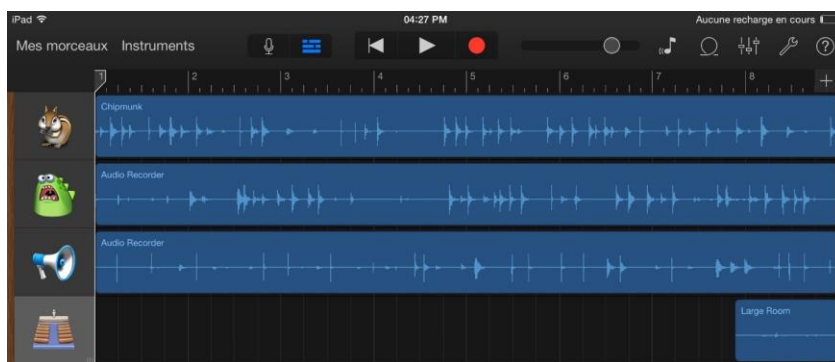 iPad 04:27 PM Aucune recharge en cours
Mes morceaux Instruments
1 2 3 4 5 6 7 8
Chipmunk
Audio Recorder
Audio Recorder
Large Room